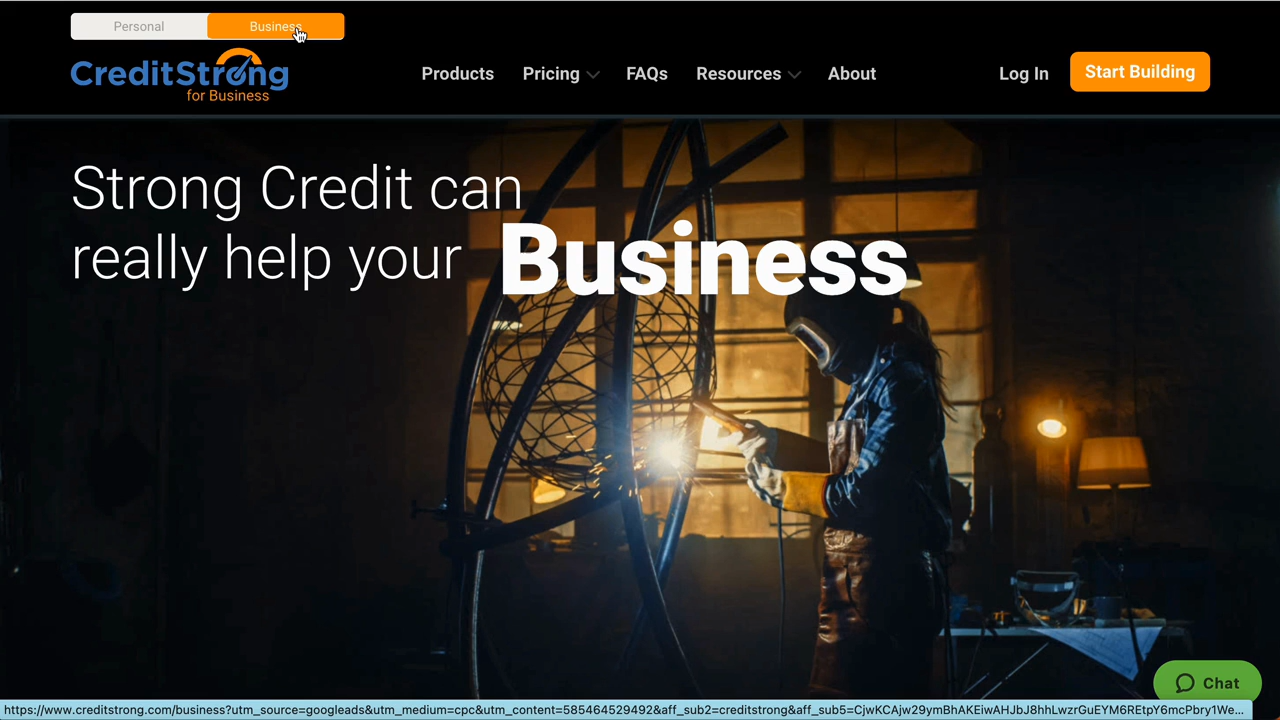 Personal
Business
CreditStrong
for Business
Products
Pricing
FAQs
Resources
About
Log In
Start Building
Strong Credit can
really help your Business
Chat
https://www.creditstrong.com/business?utm_source=googleads&utm_medium=cpc&utm_content=585464529492&aff_sub2=creditstrong&aff_sub5=CjwKCAjw29ymBhAKEiwAHJbJ8hhLwzrGuEYM6REtpY6mcPbry1We...